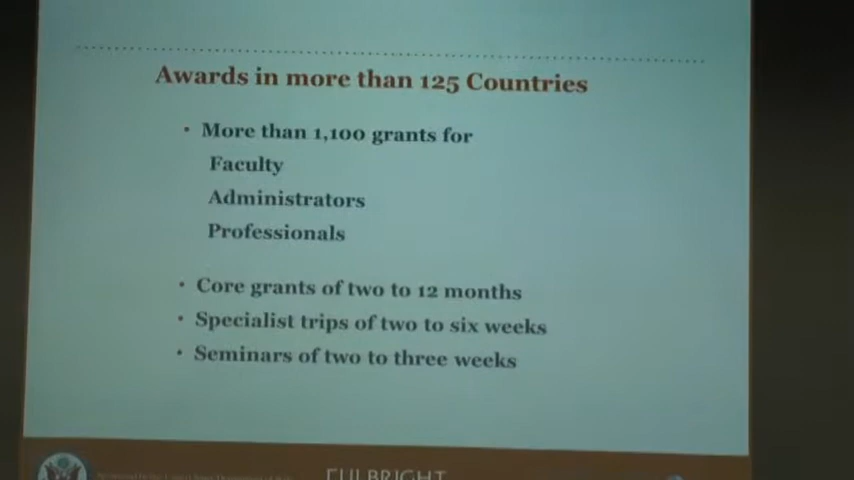 Awards in more than 125 Countries
• More than 1,100 grants for
Faculty
Administrators
Professionals
• Core grants of two to 12 months
• Specialist trips of two to six weeks
• Seminars of two to three weeks
FULBRIGHT